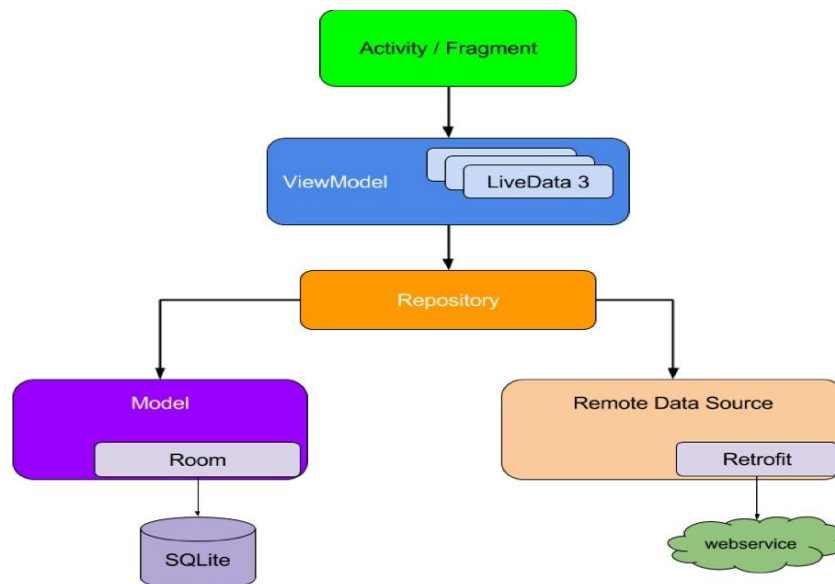 Activity / Fragment
ViewModel
LiveData 3
Repository
Model
Room
SQLite
Remote Data Source
Retrofit
webservice